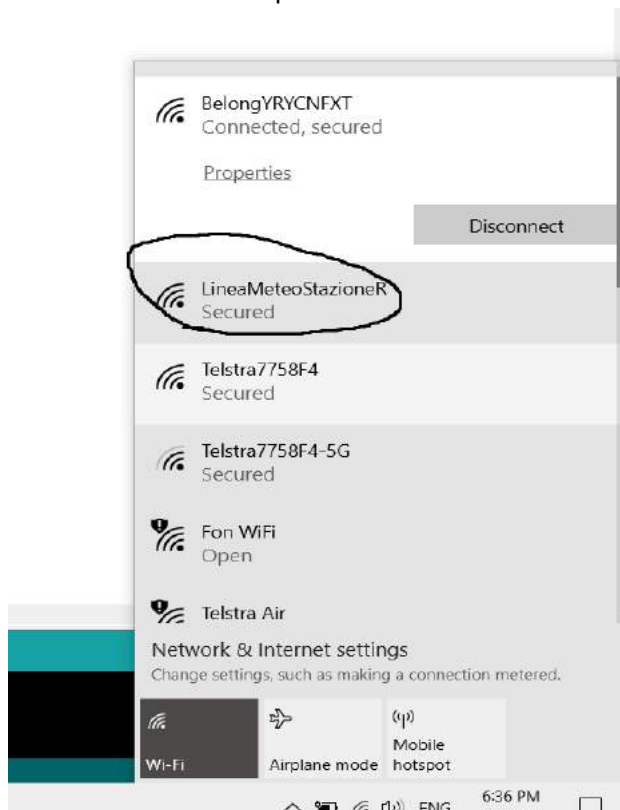 BelongYRYCNFXT
Connected, secured
Properties
Disconnect
LineaMeteoStazioneR
Secured
Telstra7758F4
Secured
Telstra7758F4-5G
Secured
Fon WiFi
Open
Telstra Air
Network & Internet settings
Change settings, such as making a connection metered.
Wi-Fi
Airplane mode
Mobile
hotspot
ENG
6:36 PM